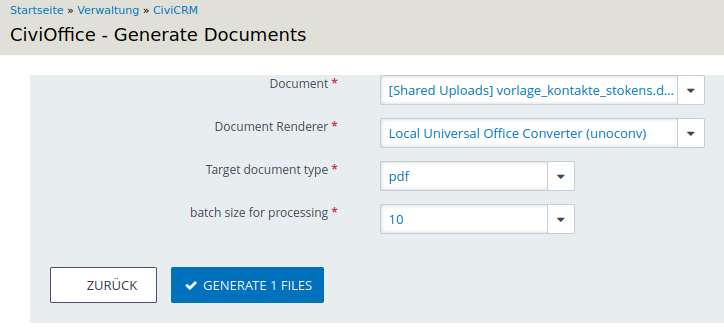 Startseite » Verwaltung » CiviCRM
CiviOffice - Generate Documents
Document *
[Shared Uploads] vorlage_kontakte_stokens.d...
Document Renderer *
Local Universal Office Converter (unoconv)
Target document type *
pdf
batch size for processing *
10
ZURÜCK
GENERATE 1 FILES